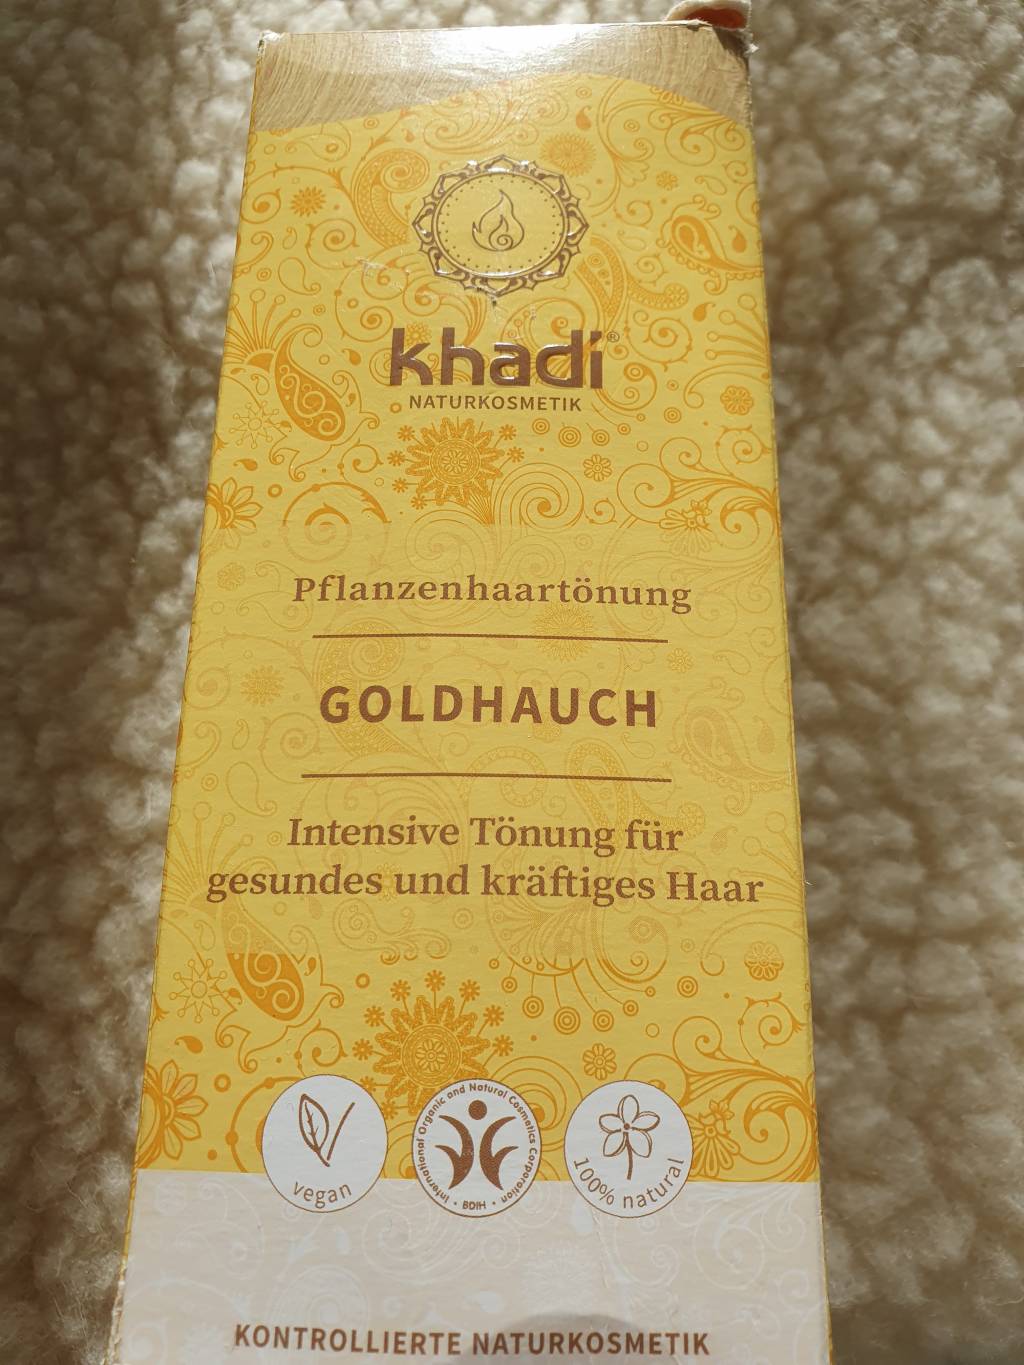 khadi®
NATURKOSMETIK
Pflanzenhaartönung
GOLDHAUCH
Intensive Tönung für
gesundes und kräftiges Haar
vegan
International Organic and Natural Cosmetics Corporation • BDIH •
100% natural
KONTROLLIERTE NATURKOSMETIK